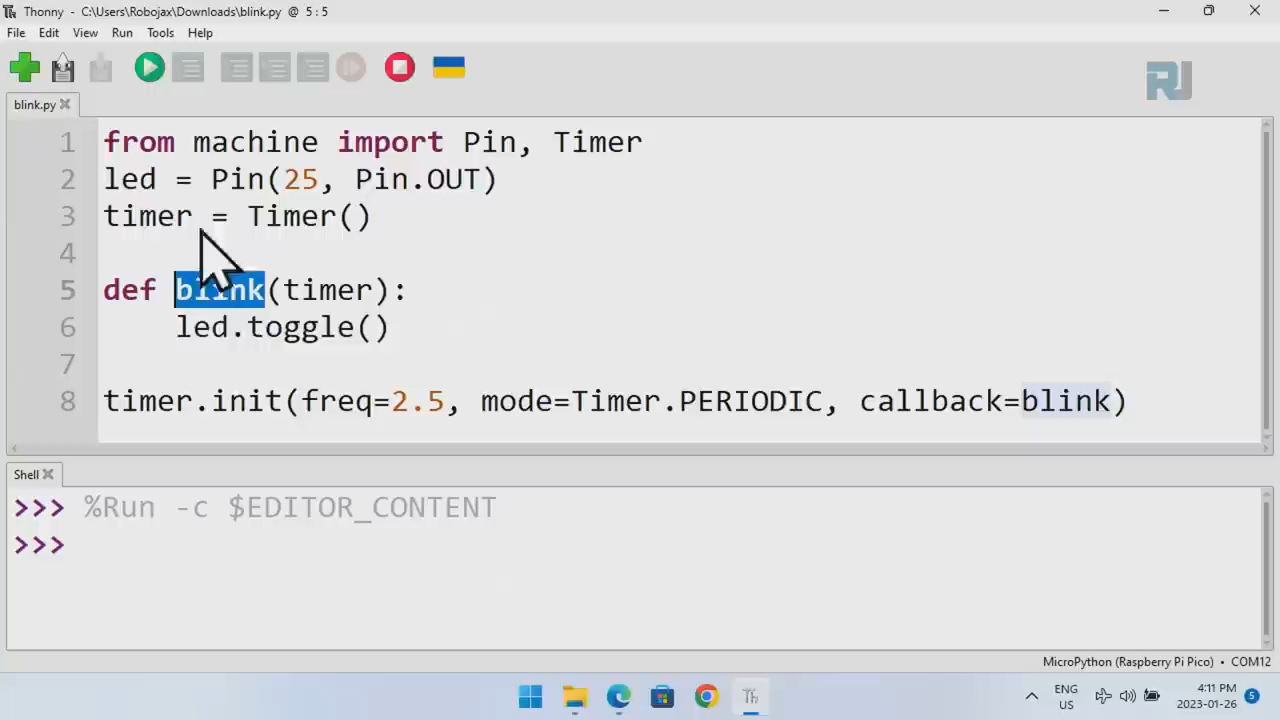 Thonny - C:\Users\Robojax\Downloads\blink.py @ 5 : 5
File Edit View Run Tools Help
RJ
blink.py
1 from machine import Pin, Timer
2 led = Pin(25, Pin.OUT)
3 timer = Timer()
4
5 def blink(timer):
6 led.toggle()
7
8 timer.init(freq=2.5, mode=Timer.PERIODIC, callback=blink)
Shell
>>> %Run -c $EDITOR_CONTENT
>>>
MicroPython (Raspberry Pi Pico) • COM12
Th
ENG
US
4:11 PM
2023-01-26
5